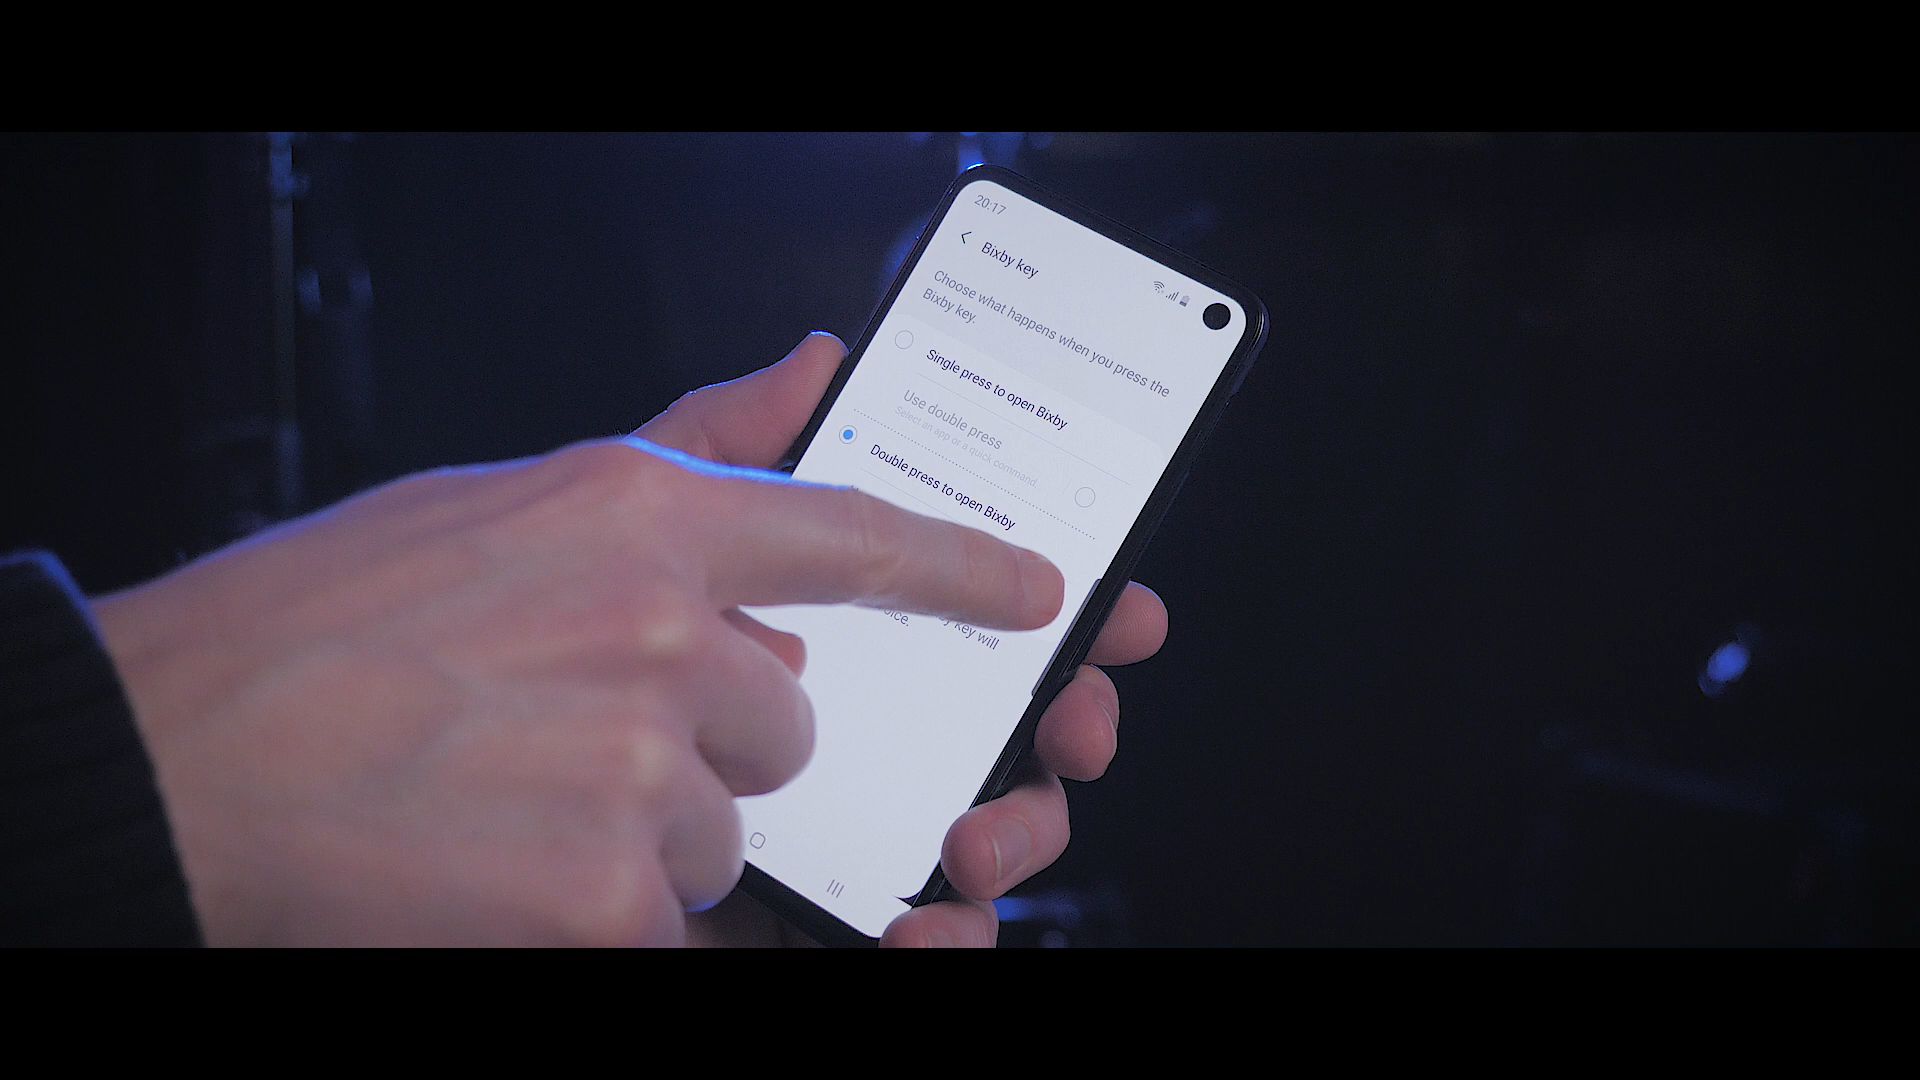 20:17
Bixby key
Choose what happens when you press the
Bixby key.
Single press to open Bixby
Use double press
Select an app or a quick command.
Double press to open Bixby
key will